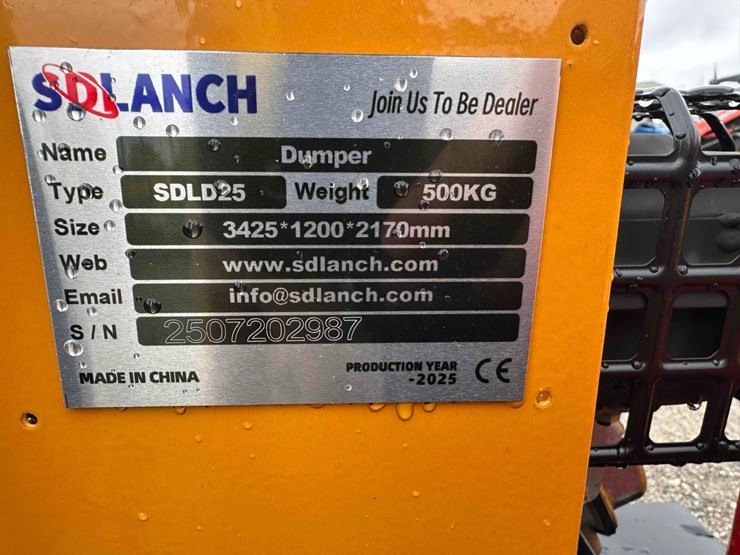 SDLANCH Join Us To Be Dealer
Name Dumper
Type SDLD25 Weight 500KG
Size 3425*1200*2170mm
Web www.sdlanch.com
Email info@sdlanch.com
S / N 2507202987
MADE IN CHINA PRODUCTION YEAR
-2025 CE